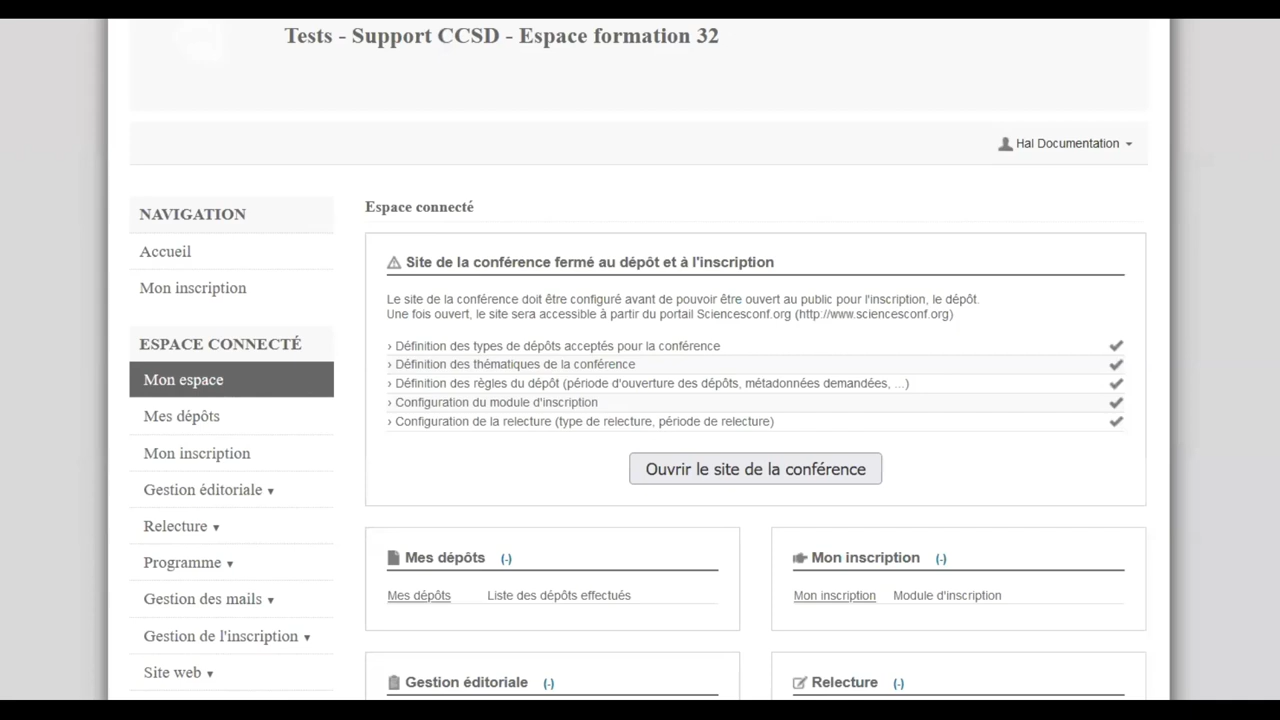 Tests - Support CCSD - Espace formation 32
Hal Documentation
NAVIGATION
Accueil
Mon inscription
ESPACE CONNECTÉ
Mon espace
Mes dépôts
Mon inscription
Gestion éditoriale
Relecture
Programme
Gestion des mails
Gestion de l'inscription
Site web
Espace connecté
Site de la conférence fermé au dépôt et à l'inscription
Le site de la conférence doit être configuré avant de pouvoir être ouvert au public pour l'inscription, le dépôt.
Une fois ouvert, le site sera accessible à partir du portail Sciencesconf.org (http://www.sciencesconf.org)
› Définition des types de dépôts acceptés pour la conférence
› Définition des thématiques de la conférence
› Définition des règles du dépôt (période d'ouverture des dépôts, métadonnées demandées, ...)
› Configuration du module d'inscription
› Configuration de la relecture (type de relecture, période de relecture)
Ouvrir le site de la conférence
Mes dépôts (-)
Mes dépôts Liste des dépôts effectués
Mon inscription (-)
Mon inscription Module d'inscription
Gestion éditoriale (-)
Relecture (-)